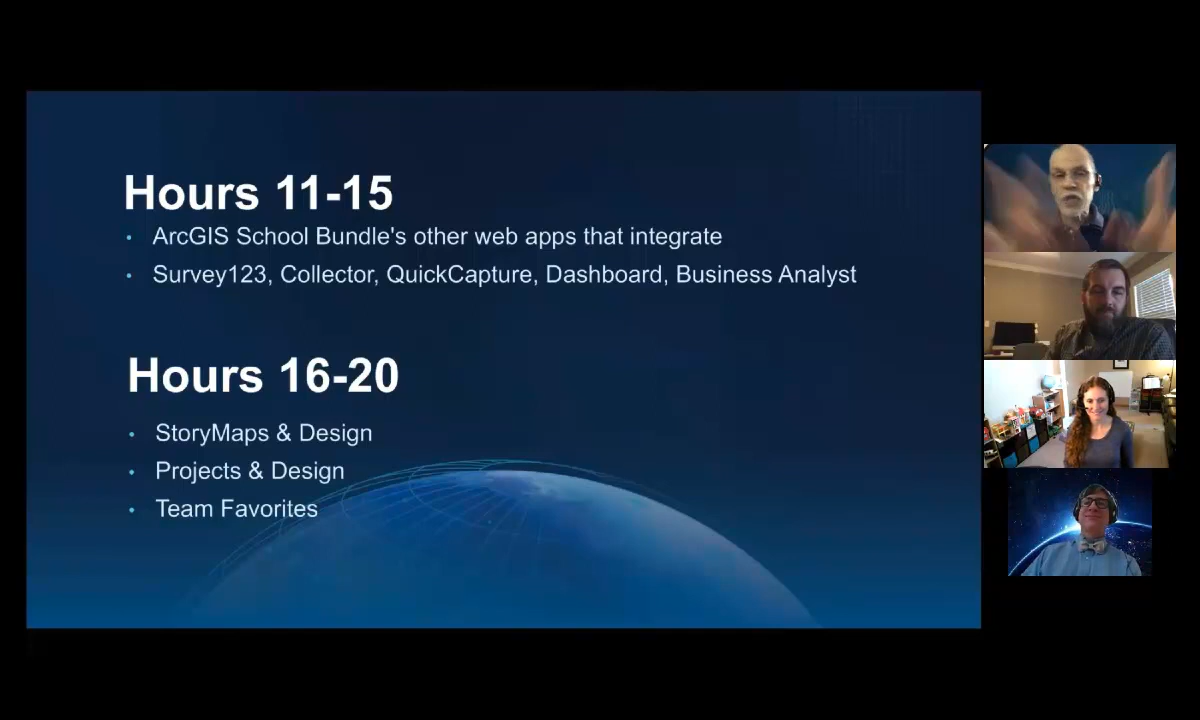 Hours 11-15
• ArcGIS School Bundle's other web apps that integrate
• Survey123, Collector, QuickCapture, Dashboard, Business Analyst
Hours 16-20
• StoryMaps & Design
• Projects & Design
• Team Favorites